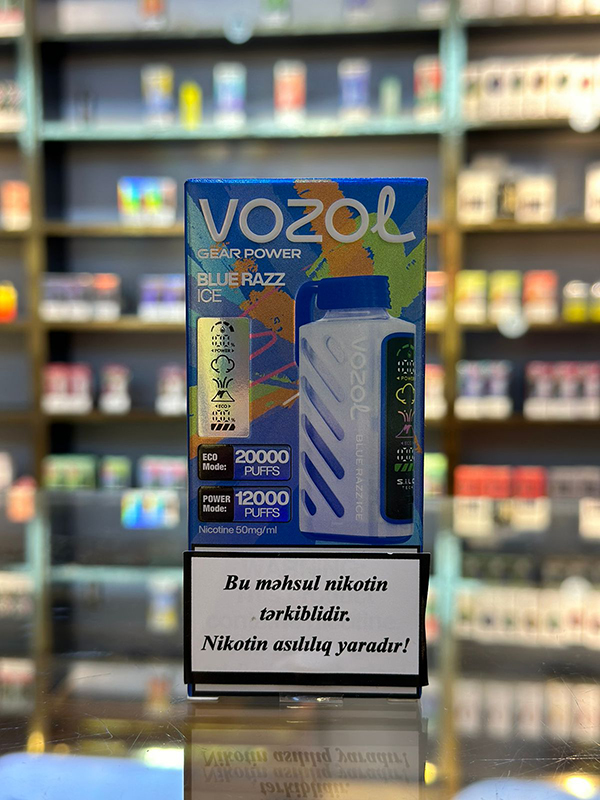 VOZOL
GEAR POWER
BLUE RAZZ
ICE
VOZOL
BLUE RAZZ ICE
ECO
Mode:
20000
PUFFS
POWER
Mode:
12000
PUFFS
Nicotine 50mg/ml
Bu məhsul nikotin
tərkiblidir.
Nikotin asılılıq yaradır!